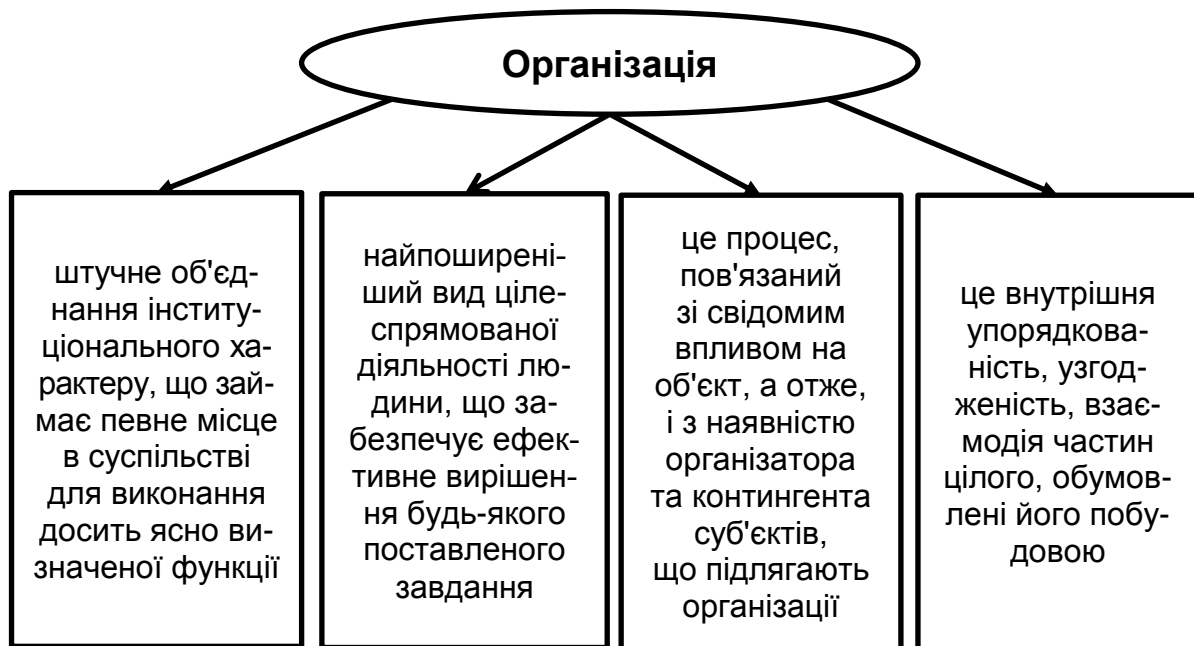 Організація
штучне об'єд-
нання інститу-
ціонального ха-
рактеру, що зай-
має певне місце
в суспільстві
для виконання
досить ясно ви-
значеної функції
найпоширені-
ший вид ціле-
спрямованої
діяльності лю-
дини, що за-
безпечує ефек-
тивне вирішен-
ня будь-якого
поставленого
завдання
це процес,
пов'язаний
зі свідомим
впливом на
об'єкт, а отже,
і з наявністю
організатора
та контингента
суб'єктів,
що підлягають
організації
це внутрішня
упорядкова-
ність, узгод-
женість, взає-
модія частин
цілого, обумов-
лені його побу-
довою